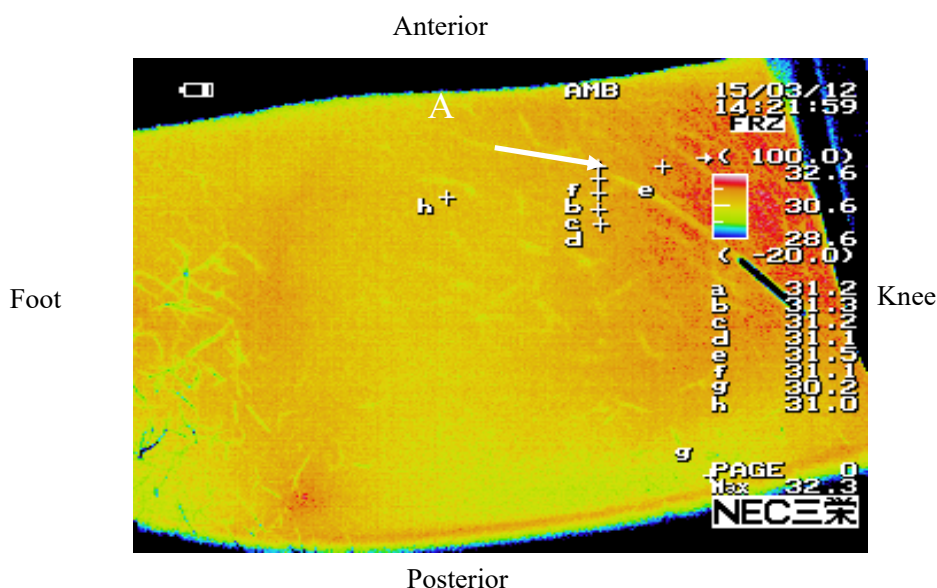 Anterior
AMB
15/03/12
14:21:59
FRZ
A
( 100.0)
32.6
30.6
28.6
( -20.0)
f
b
c
d
e
h
a 31.2
b 31.3
c 31.2
d 31.1
e 31.5
f 31.1
g 30.2
h 31.0
g
PAGE 0
Max 32.3
NEC三栄
Foot
Knee
Posterior